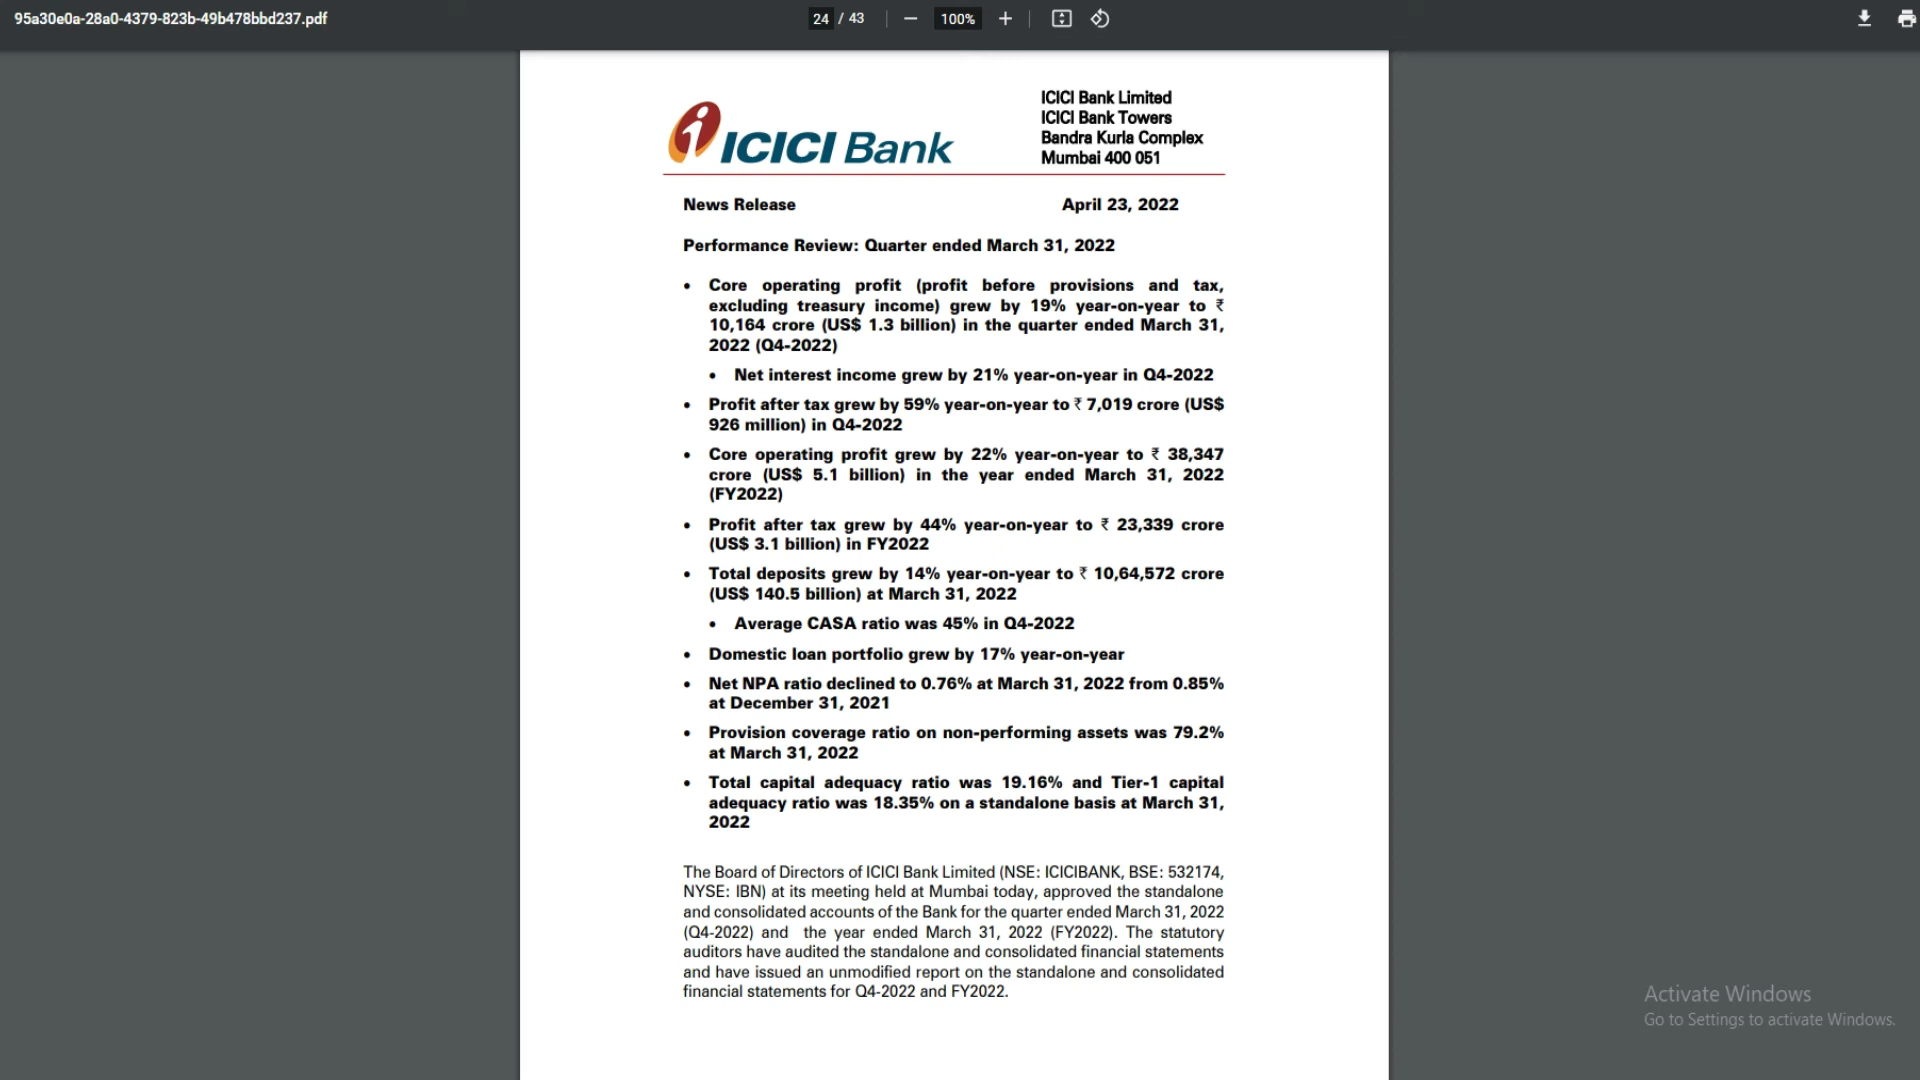 95a30e0a-28a0-4379-823b-49b478bbd237.pdf
24 / 43
100%
ICICI Bank
ICICI Bank Limited
ICICI Bank Towers
Bandra Kurla Complex
Mumbai 400 051
News Release April 23, 2022
Performance Review: Quarter ended March 31, 2022
• Core operating profit (profit before provisions and tax,
excluding treasury income) grew by 19% year-on-year to ₹
10,164 crore (US$ 1.3 billion) in the quarter ended March 31,
2022 (Q4-2022)
• Net interest income grew by 21% year-on-year in Q4-2022
• Profit after tax grew by 59% year-on-year to ₹ 7,019 crore (US$
926 million) in Q4-2022
• Core operating profit grew by 22% year-on-year to ₹ 38,347
crore (US$ 5.1 billion) in the year ended March 31, 2022
(FY2022)
• Profit after tax grew by 44% year-on-year to ₹ 23,339 crore
(US$ 3.1 billion) in FY2022
• Total deposits grew by 14% year-on-year to ₹ 10,64,572 crore
(US$ 140.5 billion) at March 31, 2022
• Average CASA ratio was 45% in Q4-2022
• Domestic loan portfolio grew by 17% year-on-year
• Net NPA ratio declined to 0.76% at March 31, 2022 from 0.85%
at December 31, 2021
• Provision coverage ratio on non-performing assets was 79.2%
at March 31, 2022
• Total capital adequacy ratio was 19.16% and Tier-1 capital
adequacy ratio was 18.35% on a standalone basis at March 31,
2022
The Board of Directors of ICICI Bank Limited (NSE: ICICIBANK, BSE: 532174,
NYSE: IBN) at its meeting held at Mumbai today, approved the standalone
and consolidated accounts of the Bank for the quarter ended March 31, 2022
(Q4-2022) and the year ended March 31, 2022 (FY2022). The statutory
auditors have audited the standalone and consolidated financial statements
and have issued an unmodified report on the standalone and consolidated
financial statements for Q4-2022 and FY2022.
Activate Windows
Go to Settings to activate Windows.